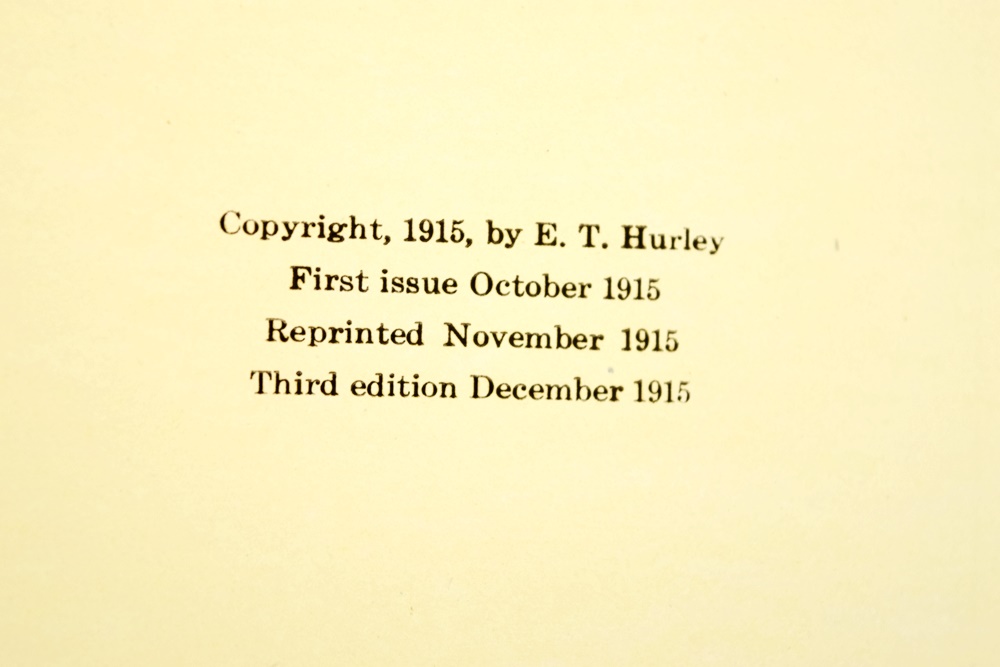 Copyright, 1915, by E. T. Hurley
First issue October 1915
Reprinted November 1915
Third edition December 1915